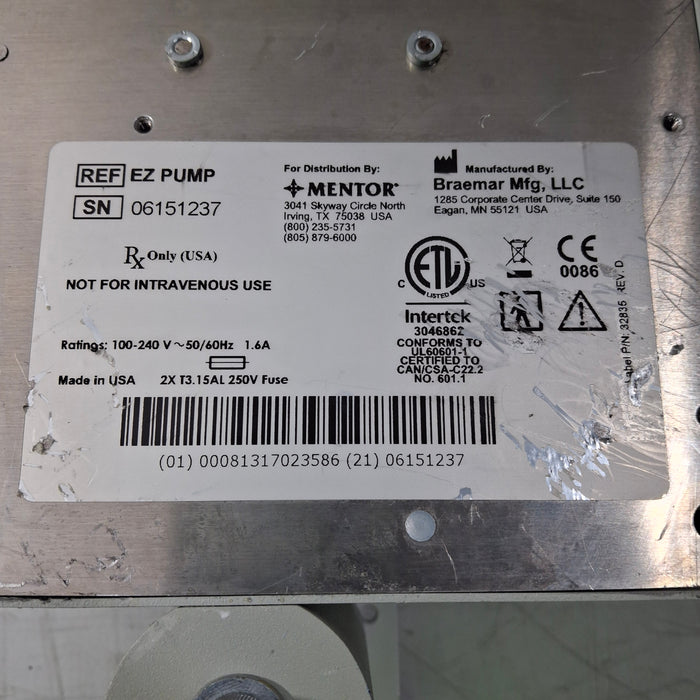 REF EZ PUMP
SN 06151237
Rx Only (USA)
NOT FOR INTRAVENOUS USE
For Distribution By:
MENTOR®
3041 Skyway Circle North
Irving, TX 75038 USA
(800) 235-5731
(805) 879-6000
Manufactured By:
Braemar Mfg, LLC
1285 Corporate Center Drive, Suite 150
Eagan, MN 55121 USA
C ETL US
LISTED
Intertek
3046862
CONFORMS TO
UL60601-1
CERTIFIED TO
CAN/CSA-C22.2
NO. 601.1
CE
0086
Ratings: 100-240 V ~50/60Hz 1.6A
Made in USA 2X T3.15AL 250V Fuse
(01) 00081317023586 (21) 06151237
Label P/N: 32835 REV. D